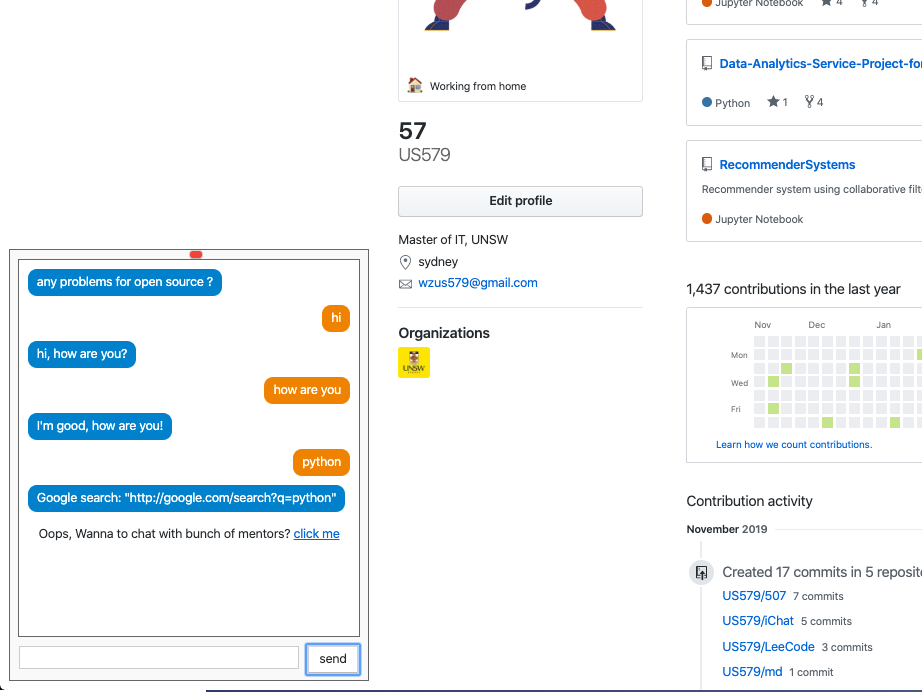 any problems for open source ?
hi
hi, how are you?
how are you
I'm good, how are you!
python
Google search: "http://google.com/search?q=python"
Oops, Wanna to chat with bunch of mentors? click me
send
Working from home
57
US579
Edit profile
Master of IT, UNSW
sydney
wzus579@gmail.com
Organizations
UNSW
Jupyter Notebook 4 4
Data-Analytics-Service-Project-for
Python 1 4
RecommenderSystems
Recommender system using collaborative filt
Jupyter Notebook
1,437 contributions in the last year
Nov Dec Jan
Mon
Wed
Fri
Learn how we count contributions.
Contribution activity
November 2019
Created 17 commits in 5 reposit
US579/507 7 commits
US579/iChat 5 commits
US579/LeeCode 3 commits
US579/md 1 commit